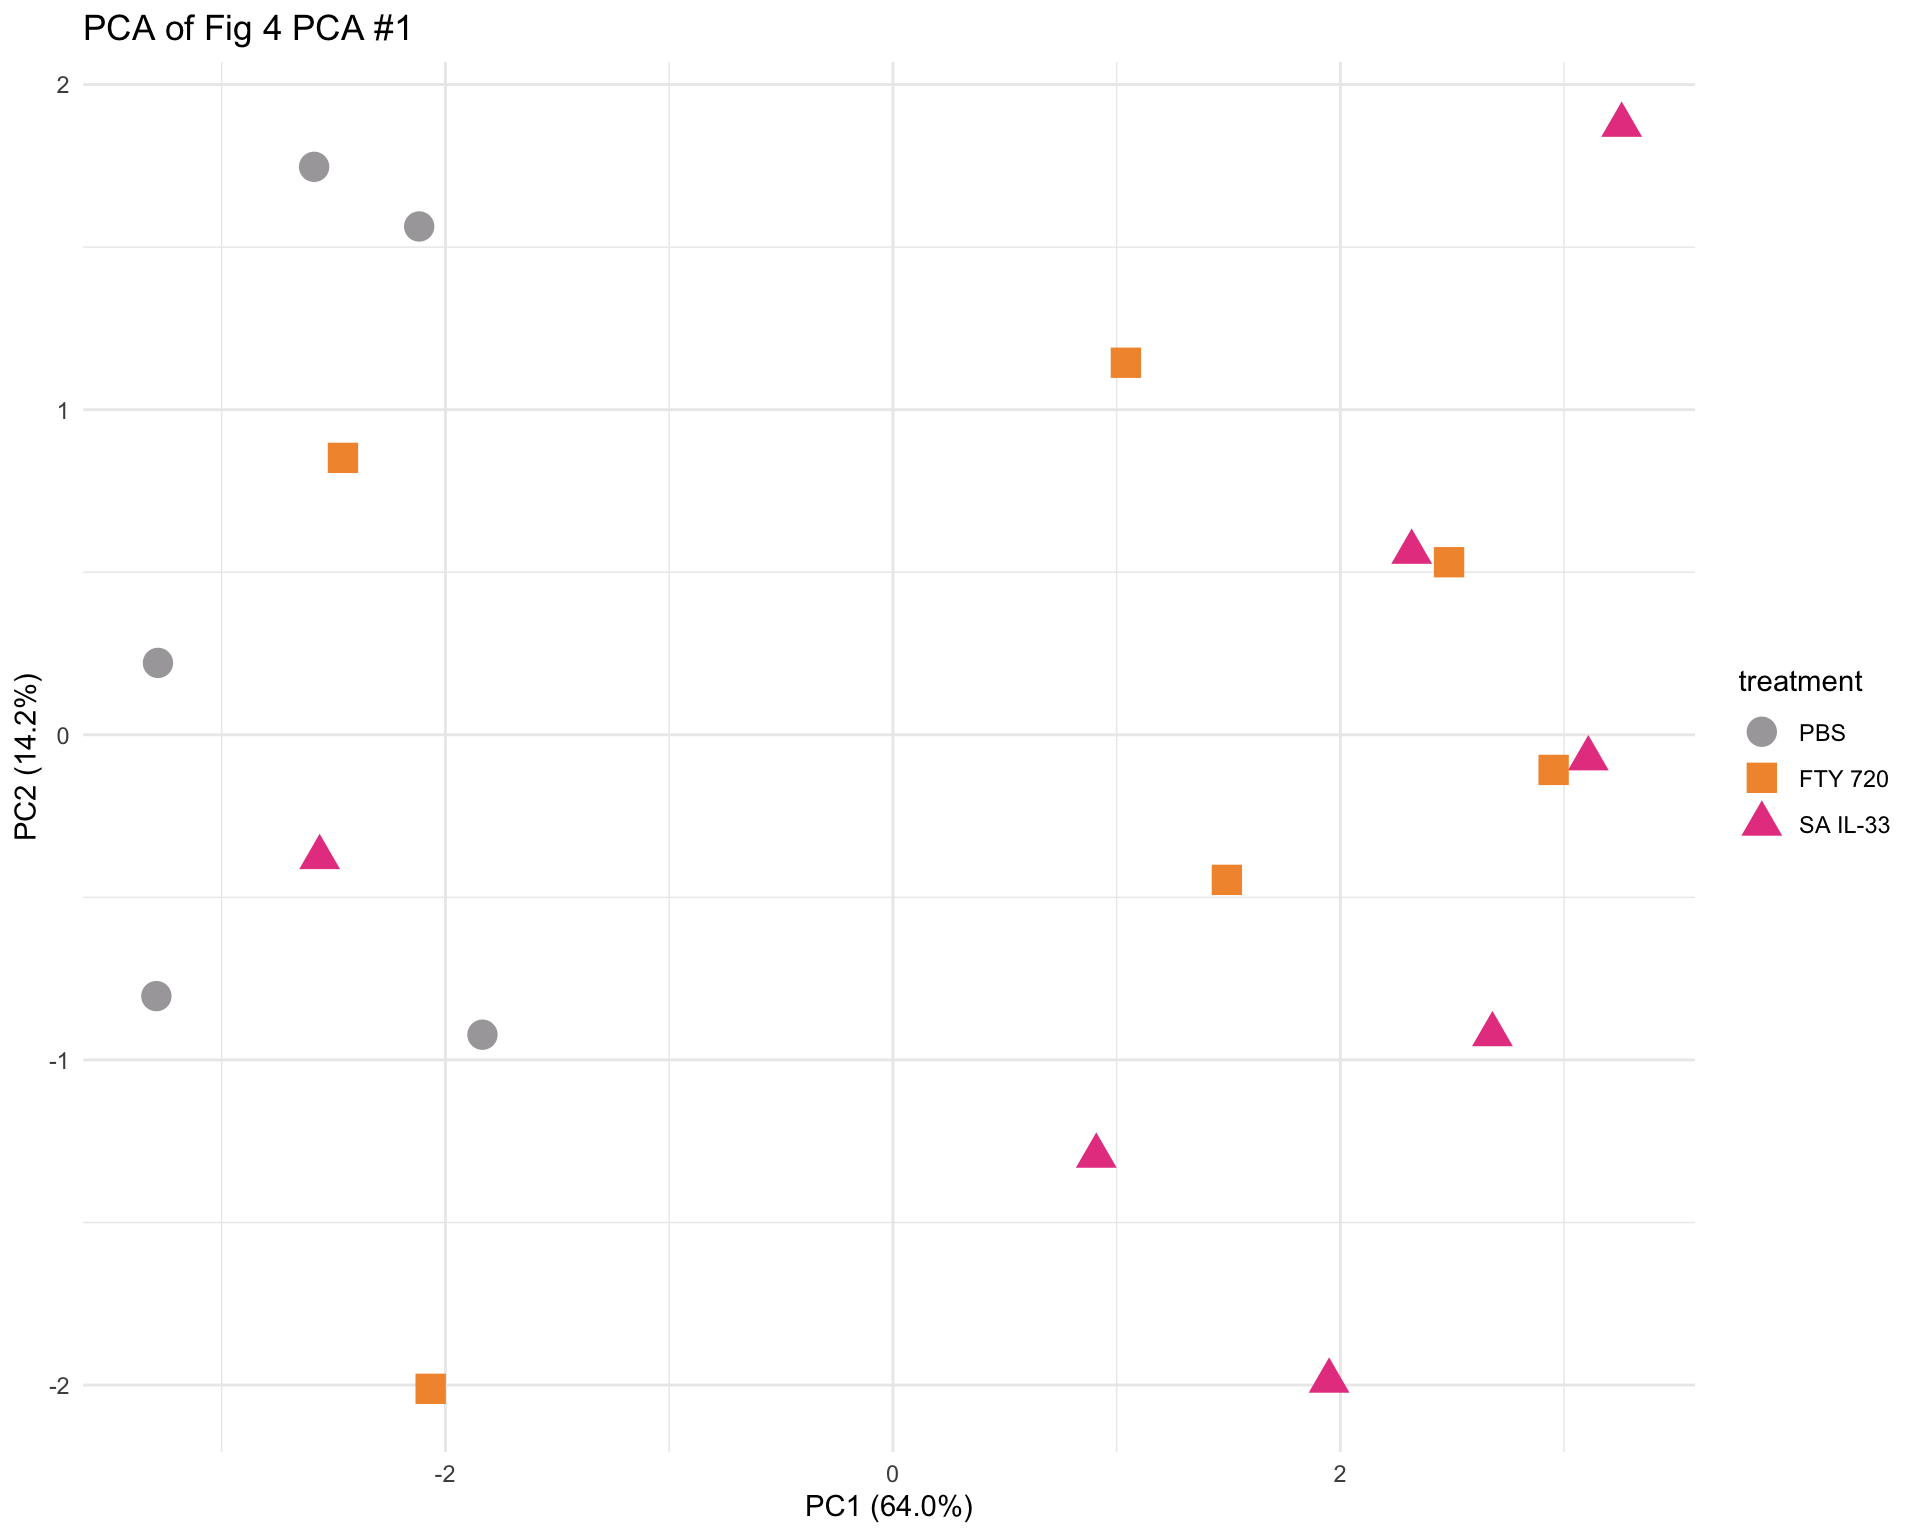 PCA of Fig 4 PCA #1
2
1
0
-1
-2
PC2 (14.2%)
-2
0
2
PC1 (64.0%)
treatment
PBS
FTY 720
SA IL-33